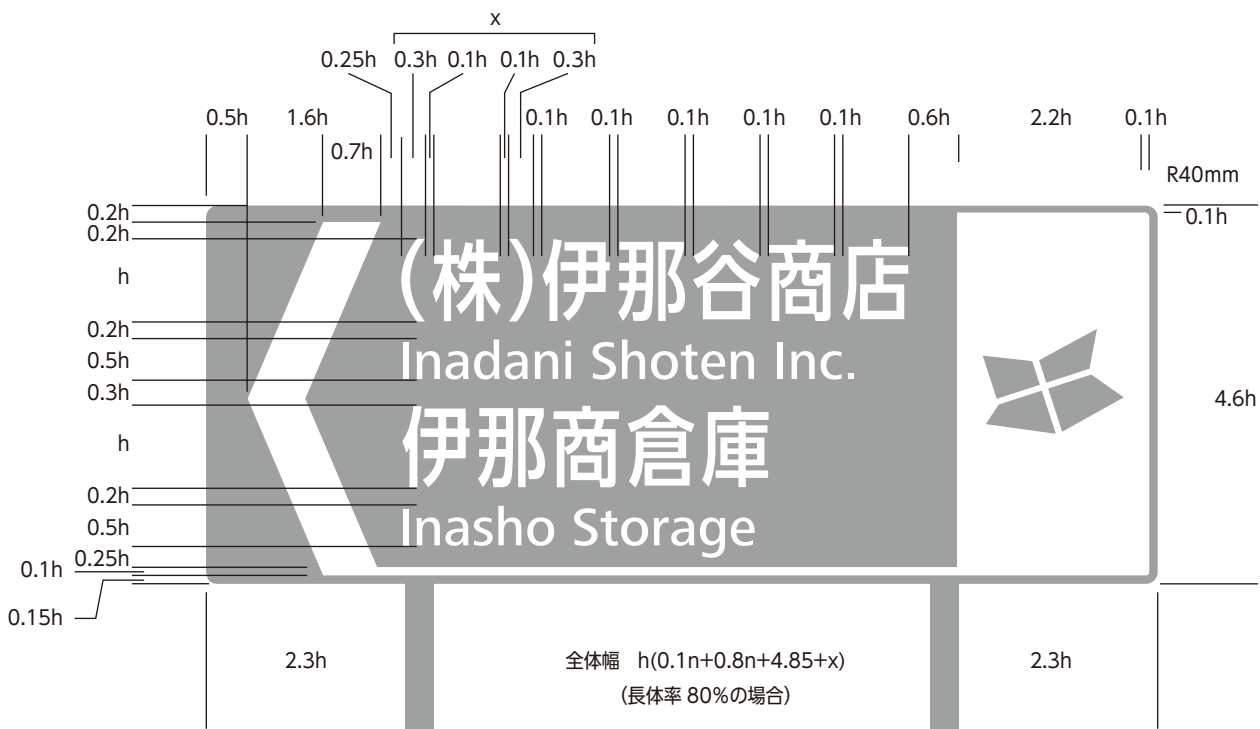 x
0.25h 0.3h 0.1h 0.1h 0.3h
0.5h 1.6h 0.1h 0.1h 0.1h 0.1h 0.1h 0.6h 2.2h 0.1h
0.7h
R40mm
0.2h
0.1h
0.2h
h
0.2h
0.5h
0.3h
h
0.2h
0.5h
0.25h
0.1h
0.15h
(株)伊那谷商店
Inadani Shoten Inc.
伊那商倉庫
Inasho Storage
4.6h
2.3h
全体幅 h(0.1n+0.8n+4.85+x)
(長体率 80%の場合)
2.3h